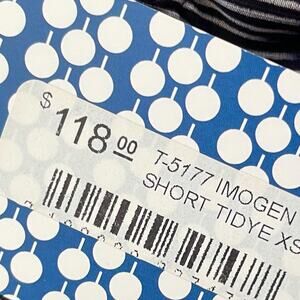 $118.00
T-5177 IMOGEN
SHORT TIDYE XS